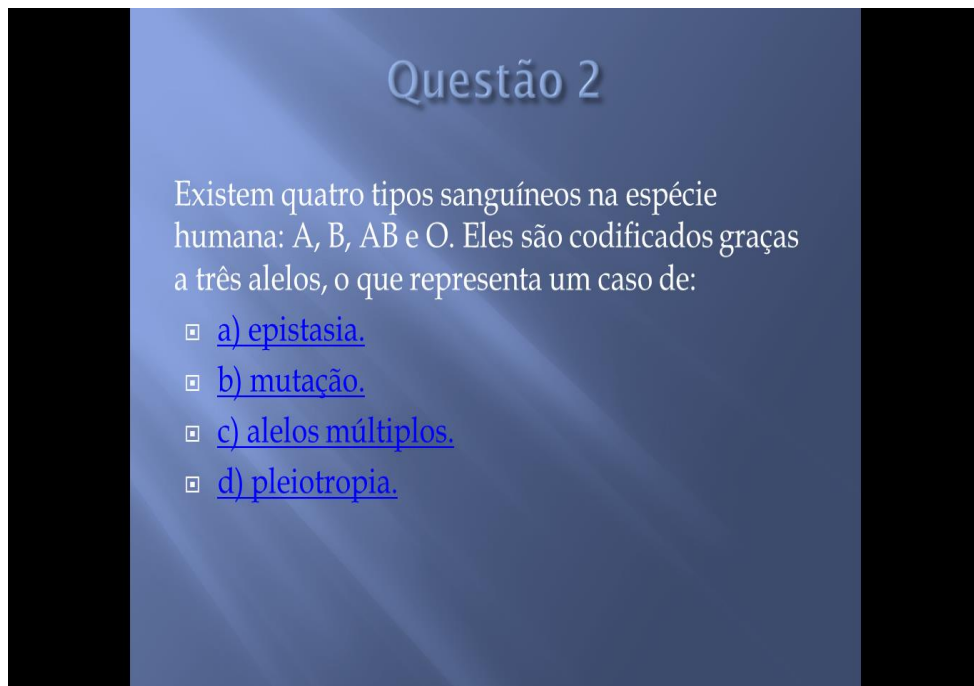 Questão 2
Existem quatro tipos sanguíneos na espécie
humana: A, B, AB e O. Eles são codificados graças
a três alelos, o que representa um caso de:
a) epistasia.
b) mutação.
c) alelos múltiplos.
d) pleiotropia.